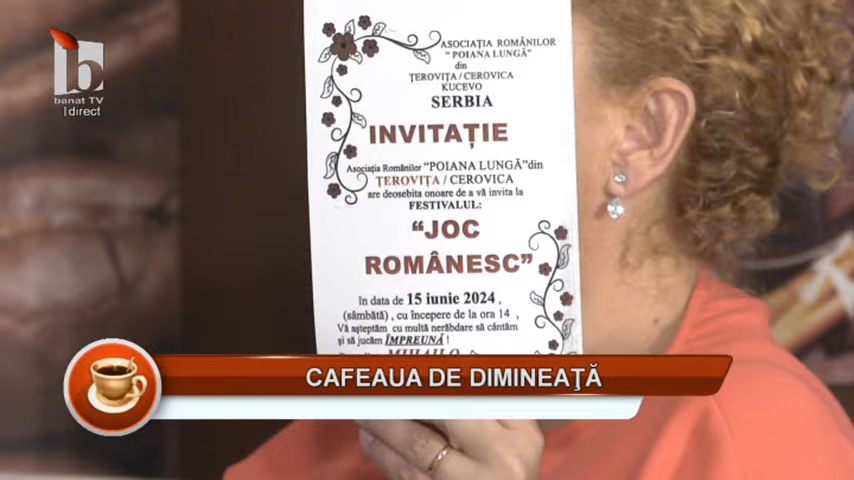 banat TV
direct
ASOCIAȚIA ROMÂNILOR
“POIANA LUNGĂ”
din
ȚEROVIȚA / CEROVICA
KUCEVO
SERBIA
INVITAȚIE
Asociația Românilor “POIANA LUNGĂ” din
ȚEROVIȚA / CEROVICA
are deosebita onoare de a vă invita la
FESTIVALUL:
“JOC
ROMÂNESC”
în data de 15 iunie 2024 ,
(sâmbătă) , cu începere de la ora 14 ,
Vă așteptăm cu multă nerăbdare să cântăm
și să jucăm ÎMPREUNĂ !
MIHAILO
CAFEAUA DE DIMINEAŢĂ